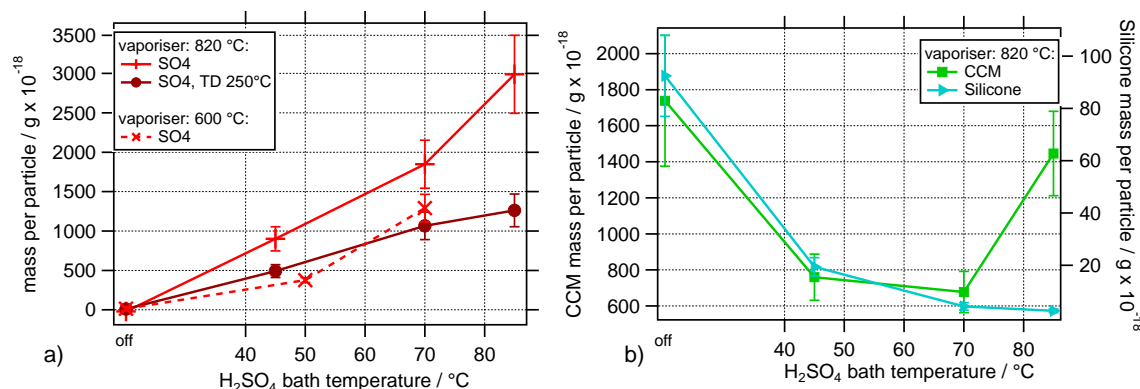 vaporiser: 820 °C:
SO4
SO4, TD 250°C
vaporiser: 600 °C:
SO4
mass per particle / g x 10⁻¹⁸
3500
3000
2500
2000
1500
1000
500
0
off
40
50
60
70
80
H₂SO₄ bath temperature / °C
a)
vaporiser: 820 °C:
CCM
Silicone
CCM mass per particle / g x 10⁻¹⁸
2000
1800
1600
1400
1200
1000
800
600
Silicone mass per particle / g x 10⁻¹⁸
100
80
60
40
20
off
40
50
60
70
80
H₂SO₄ bath temperature / °C
b)